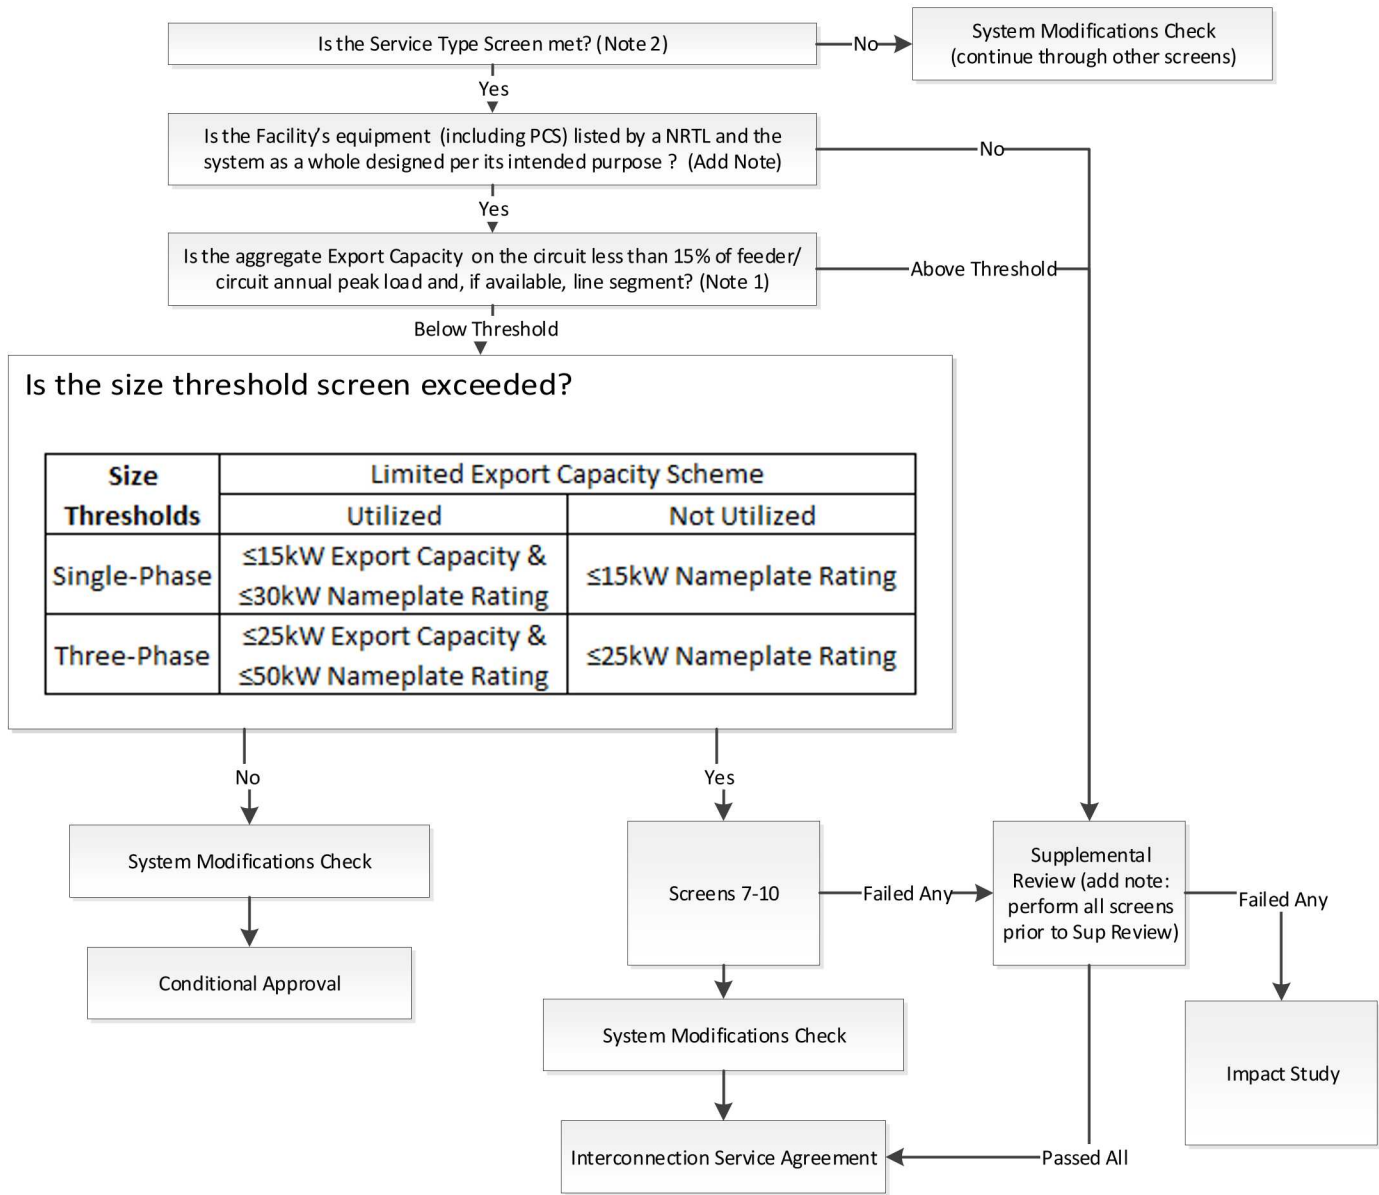 Is the Service Type Screen met? (Note 2)
No
System Modifications Check
(continue through other screens)
Yes
Is the Facility's equipment (including PCS) listed by a NRTL and the
system as a whole designed per its intended purpose ? (Add Note)
No
Yes
Is the aggregate Export Capacity on the circuit less than 15% of feeder/
circuit annual peak load and, if available, line segment? (Note 1)
Above Threshold
Below Threshold
Is the size threshold screen exceeded?
Size
Thresholds
Limited Export Capacity Scheme
Utilized
Not Utilized
Single-Phase
≤15kW Export Capacity &
≤30kW Nameplate Rating
≤15kW Nameplate Rating
Three-Phase
≤25kW Export Capacity &
≤50kW Nameplate Rating
≤25kW Nameplate Rating
No
Yes
System Modifications Check
Conditional Approval
Screens 7-10
Failed Any
Supplemental
Review (add note:
perform all screens
prior to Sup Review)
Failed Any
System Modifications Check
Impact Study
Interconnection Service Agreement
Passed All